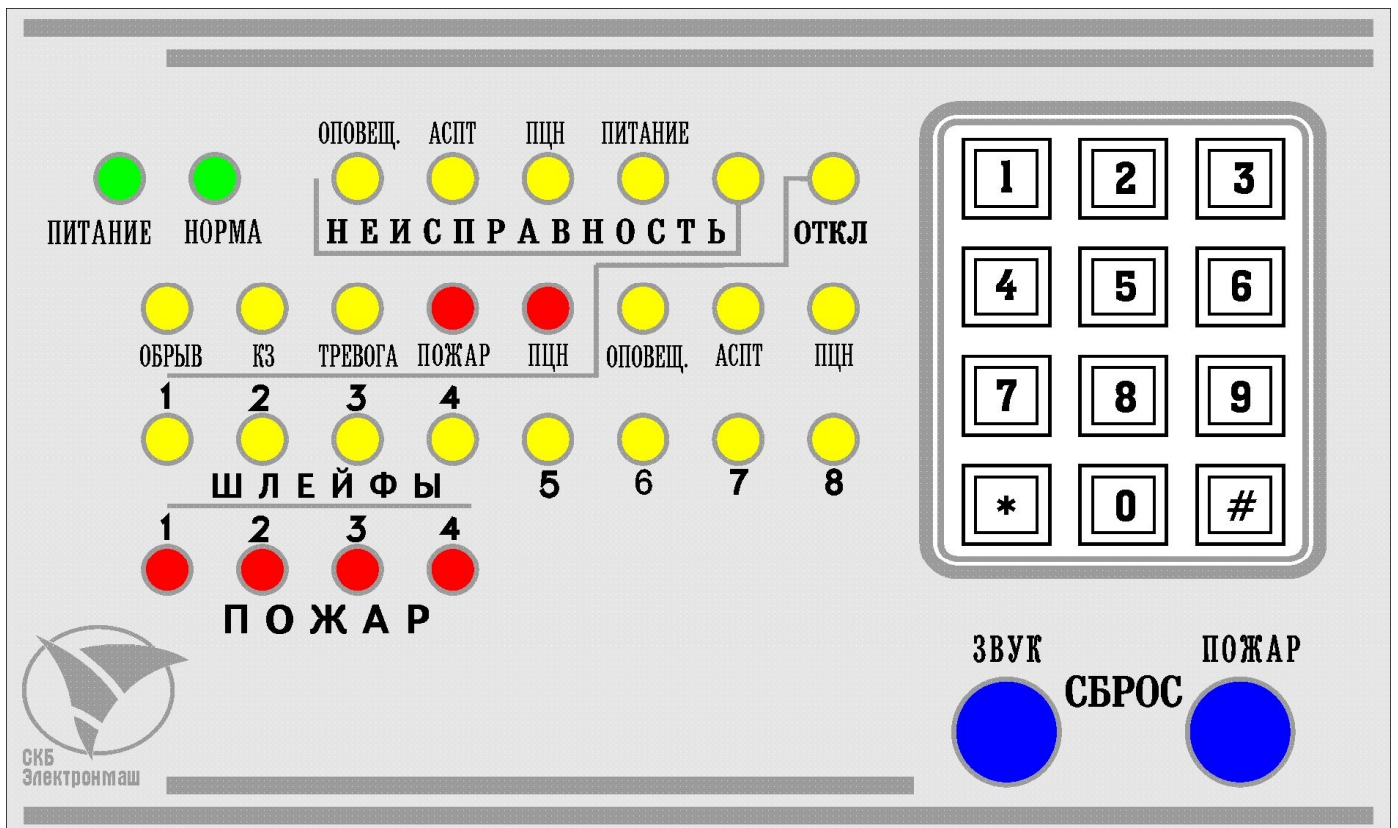 ОПОВЕЩ. АСПТ ПЦН ПИТАНИЕ
ПИТАНИЕ НОРМА НЕИСПРАВНОСТЬ ОТКЛ
ОБРЫВ КЗ ТРЕВОГА ПОЖАР ПЦН ОПОВЕЩ. АСПТ ПЦН
1 2 3 4
ШЛЕЙФЫ 5 6 7 8
1 2 3 4
ПОЖАР
1 2 3
4 5 6
7 8 9
* 0 #
ЗВУК ПОЖАР
СБРОС
СКБ
Электронмаш